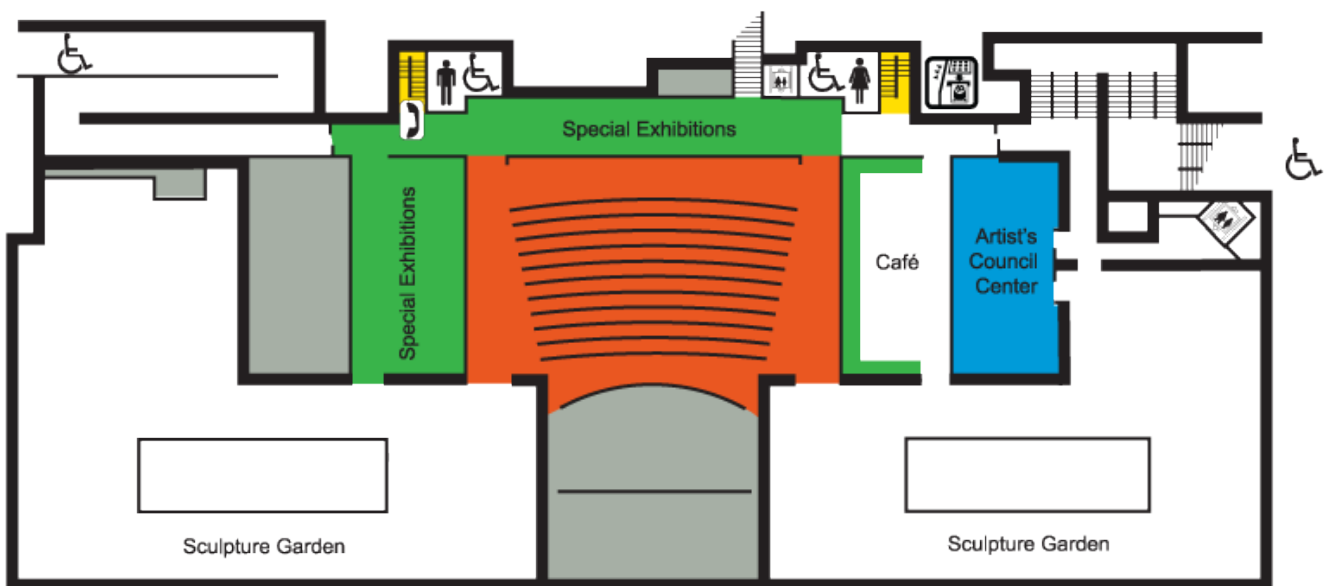 Special Exhibitions
Special Exhibitions
Café
Artist's
Council
Center
Sculpture Garden
Sculpture Garden